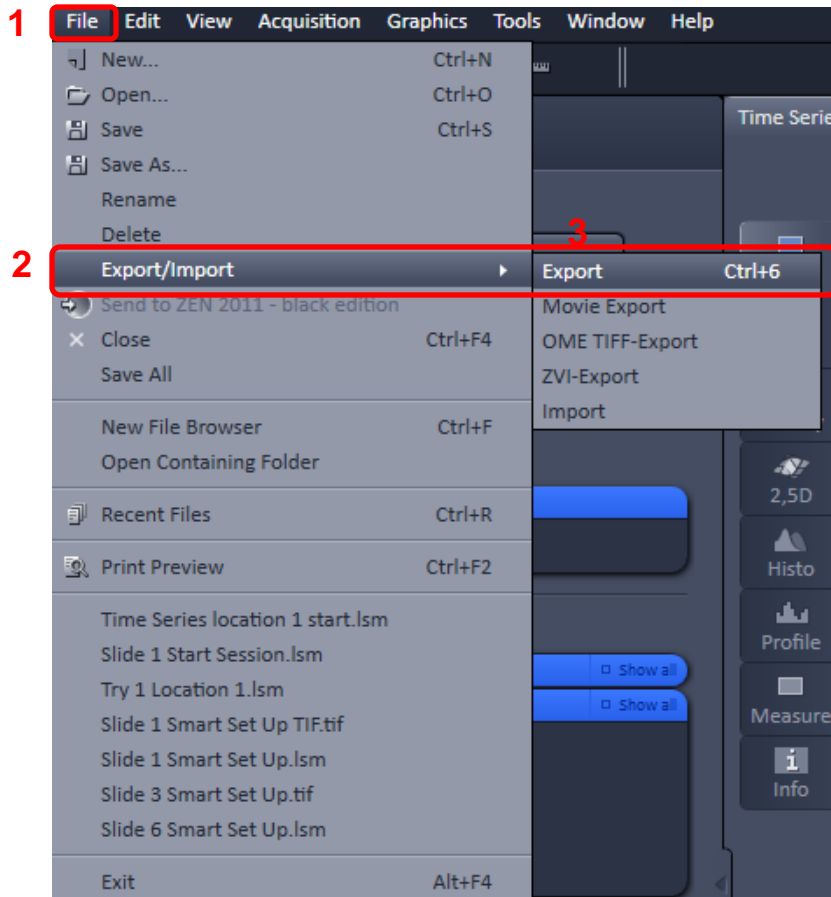 1 File Edit View Acquisition Graphics Tools Window Help
New... Ctrl+N
Open... Ctrl+O
Save Ctrl+S
Time Serie
Save As...
Rename
Delete
3
2 Export/Import Export Ctrl+6
Send to ZEN 2011 - black edition Movie Export
Close Ctrl+F4 OME TIFF-Export
Save All ZVI-Export
Import
New File Browser Ctrl+F
Open Containing Folder
2,5D
Recent Files Ctrl+R
Print Preview Ctrl+F2
Histo
Time Series location 1 start.lsm
Profile
Slide 1 Start Session.lsm
Show all
Try 1 Location 1.lsm
Show all
Measure
Slide 1 Smart Set Up TIF.tif
Slide 1 Smart Set Up.lsm
Info
Slide 3 Smart Set Up.tif
Slide 6 Smart Set Up.lsm
Exit Alt+F4